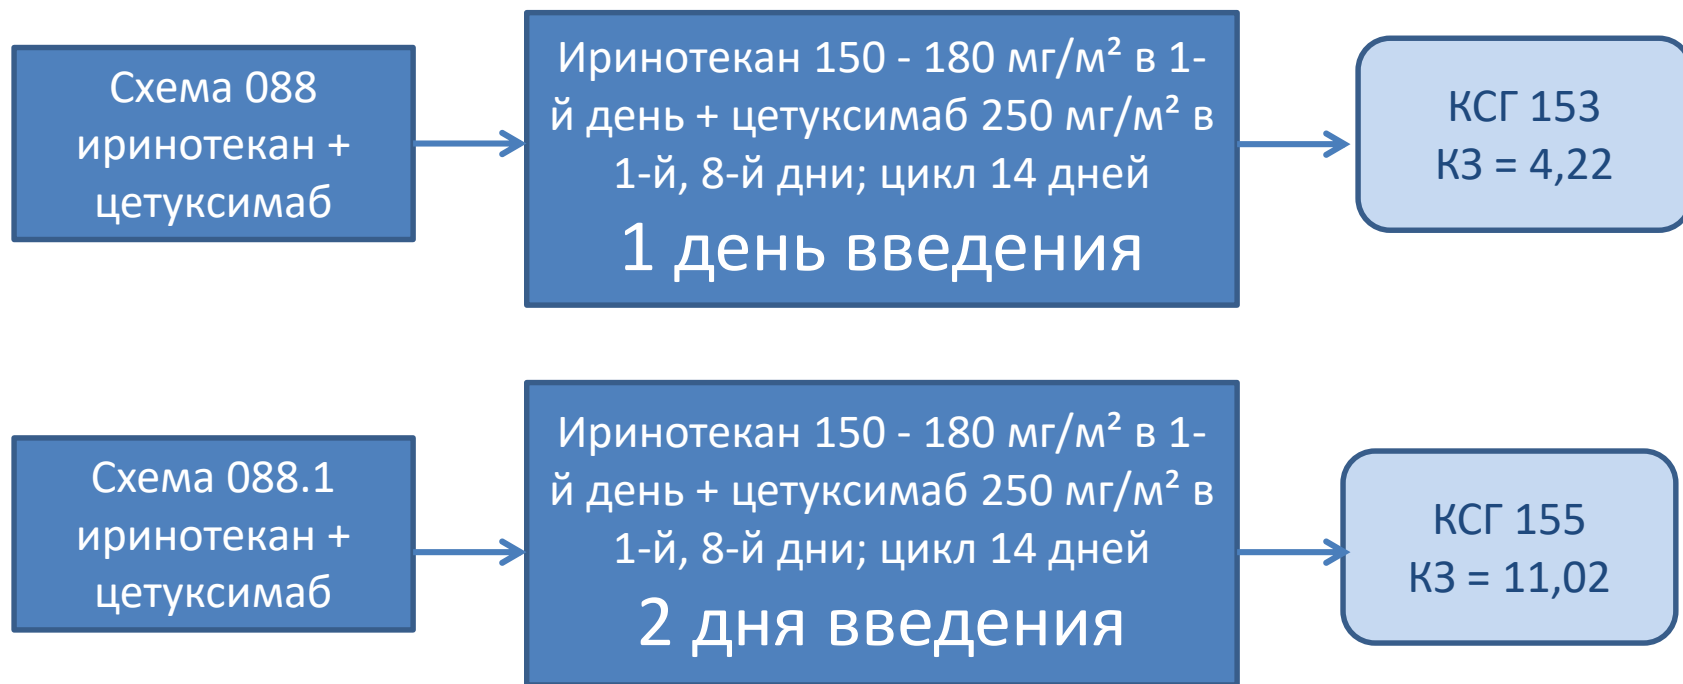 Схема 088
иринотекан +
цетуксимаб
Иринотекан 150 - 180 мг/м² в 1-
й день + цетуксимаб 250 мг/м² в
1-й, 8-й дни; цикл 14 дней
1 день введения
КСГ 153
КЗ = 4,22
Схема 088.1
иринотекан +
цетуксимаб
Иринотекан 150 - 180 мг/м² в 1-
й день + цетуксимаб 250 мг/м² в
1-й, 8-й дни; цикл 14 дней
2 дня введения
КСГ 155
КЗ = 11,02